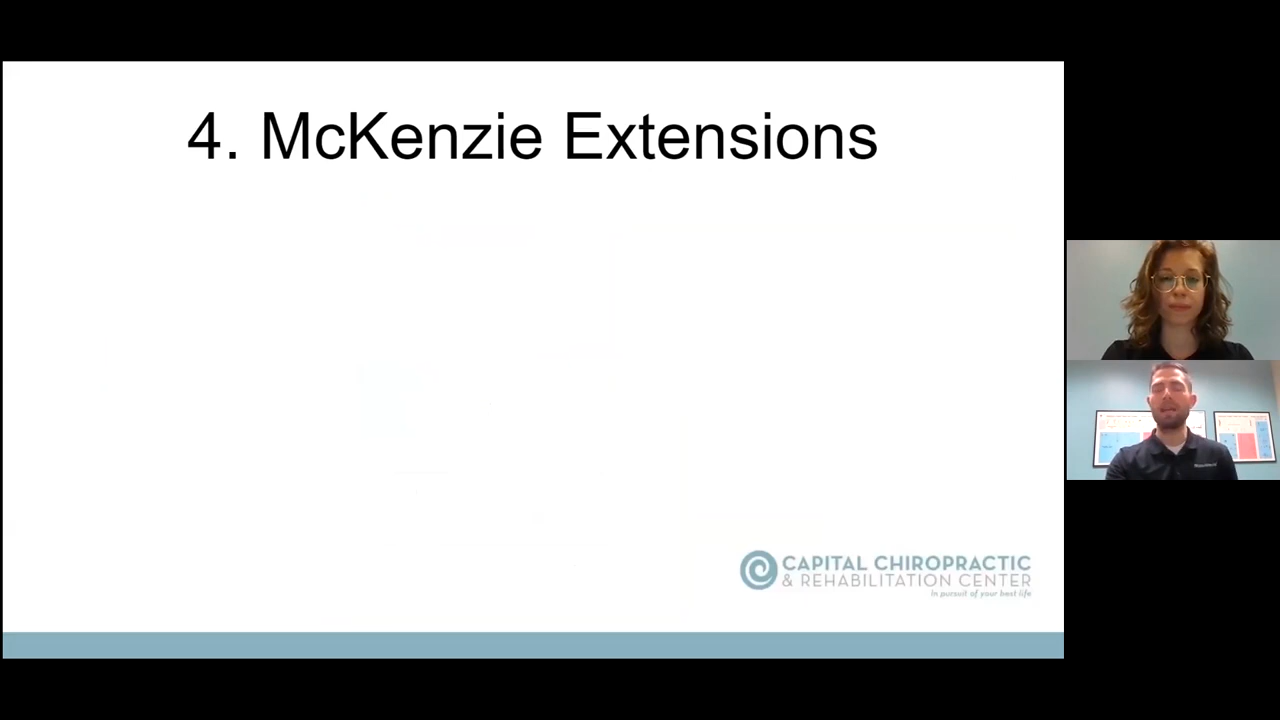 4. McKenzie Extensions
CAPITAL CHIROPRACTIC
& REHABILITATION CENTER
in pursuit of your best life